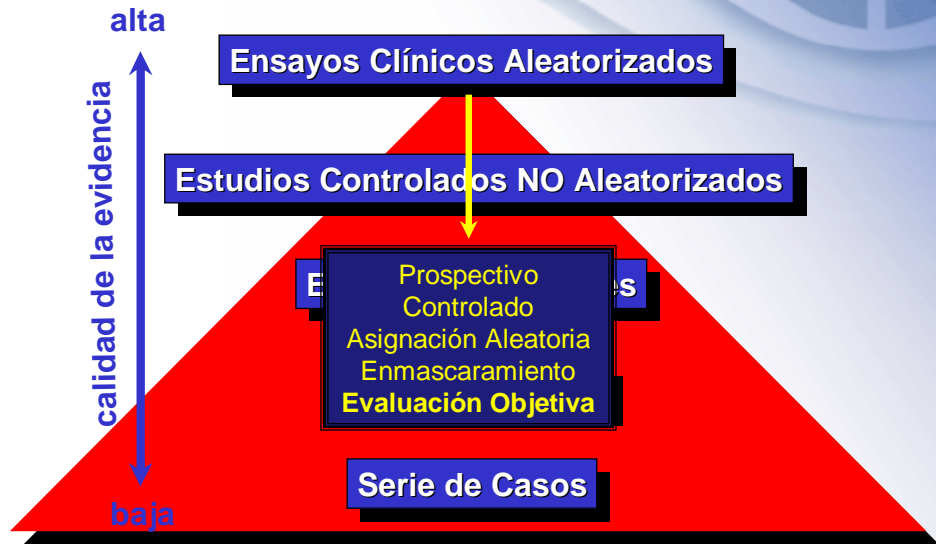 alta
Ensayos Clínicos Aleatorizados
calidad de la evidencia
Estudios Controlados NO Aleatorizados
Prospectivo
Controlado
Asignación Aleatoria
Enmascaramiento
Evaluación Objetiva
Serie de Casos
baja